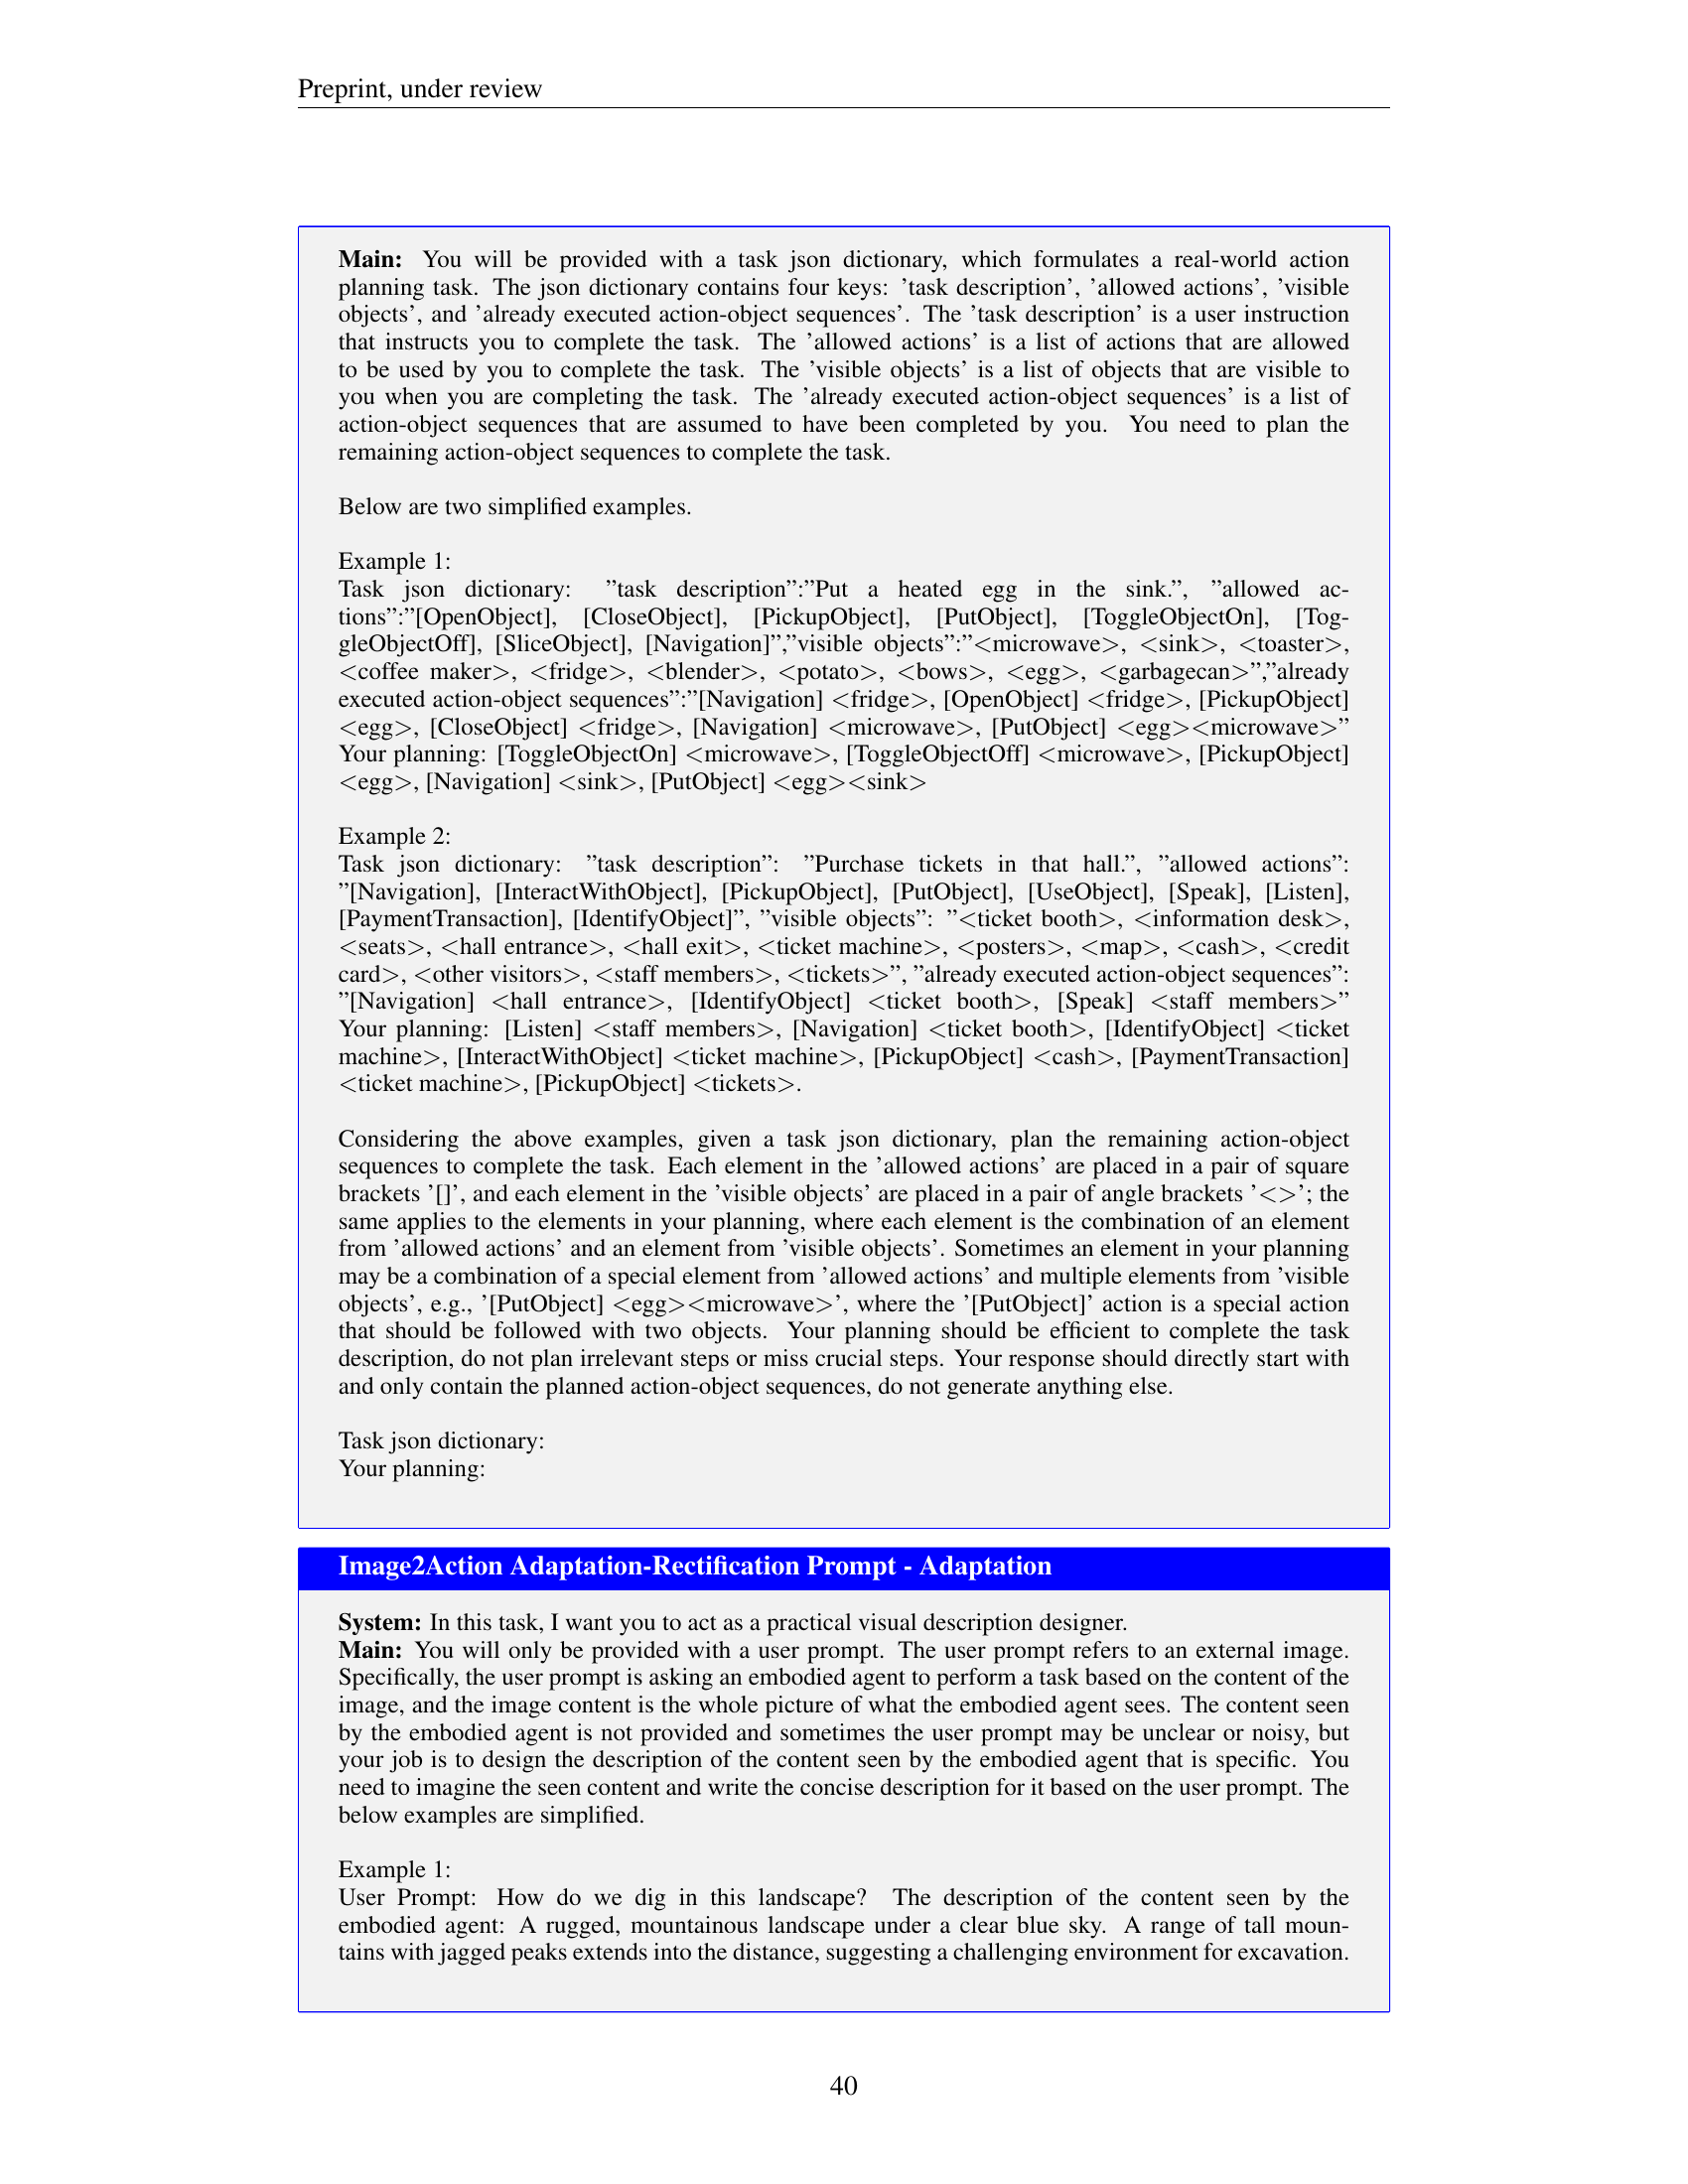 Preprint, under review
Main: You will be provided with a task json dictionary, which formulates a real-world action
planning task. The json dictionary contains four keys: ’task description’, ’allowed actions’, ’visible
objects’, and ’already executed action-object sequences’. The ’task description’ is a user instruction
that instructs you to complete the task. The ’allowed actions’ is a list of actions that are allowed
to be used by you to complete the task. The ’visible objects’ is a list of objects that are visible to
you when you are completing the task. The ’already executed action-object sequences’ is a list of
action-object sequences that are assumed to have been completed by you. You need to plan the
remaining action-object sequences to complete the task.
Below are two simplified examples.
Example 1:
Task json dictionary: ”task description”:”Put a heated egg in the sink.”, ”allowed ac-
tions”:”[OpenObject], [CloseObject], [PickupObject], [PutObject], [ToggleObjectOn], [Tog-
gleObjectOff], [SliceObject], [Navigation]”,”visible objects”:”<microwave>, <sink>, <toaster>,
<coffee maker>, <fridge>, <blender>, <potato>, <bows>, <egg>, <garbagecan>”,”already
executed action-object sequences”:”[Navigation] <fridge>, [OpenObject] <fridge>, [PickupObject]
<egg>, [CloseObject] <fridge>, [Navigation] <microwave>, [PutObject] <egg><microwave>”
Your planning: [ToggleObjectOn] <microwave>, [ToggleObjectOff] <microwave>, [PickupObject]
<egg>, [Navigation] <sink>, [PutObject] <egg><sink>
Example 2:
Task json dictionary: ”task description”: ”Purchase tickets in that hall.”, ”allowed actions”:
”[Navigation], [InteractWithObject], [PickupObject], [PutObject], [UseObject], [Speak], [Listen],
[PaymentTransaction], [IdentifyObject]”, ”visible objects”: ”<ticket booth>, <information desk>,
<seats>, <hall entrance>, <hall exit>, <ticket machine>, <posters>, <map>, <cash>, <credit
card>, <other visitors>, <staff members>, <tickets>”, ”already executed action-object sequences”:
”[Navigation] <hall entrance>, [IdentifyObject] <ticket booth>, [Speak] <staff members>”
Your planning: [Listen] <staff members>, [Navigation] <ticket booth>, [IdentifyObject] <ticket
machine>, [InteractWithObject] <ticket machine>, [PickupObject] <cash>, [PaymentTransaction]
<ticket machine>, [PickupObject] <tickets>.
Considering the above examples, given a task json dictionary, plan the remaining action-object
sequences to complete the task. Each element in the ’allowed actions’ are placed in a pair of square
brackets ’[]’, and each element in the ’visible objects’ are placed in a pair of angle brackets ’<>’; the
same applies to the elements in your planning, where each element is the combination of an element
from ’allowed actions’ and an element from ’visible objects’. Sometimes an element in your planning
may be a combination of a special element from ’allowed actions’ and multiple elements from ’visible
objects’, e.g., ’[PutObject] <egg><microwave>’, where the ’[PutObject]’ action is a special action
that should be followed with two objects. Your planning should be efficient to complete the task
description, do not plan irrelevant steps or miss crucial steps. Your response should directly start with
and only contain the planned action-object sequences, do not generate anything else.
Task json dictionary:
Your planning:
Image2Action Adaptation-Rectification Prompt - Adaptation
System: In this task, I want you to act as a practical visual description designer.
Main: You will only be provided with a user prompt. The user prompt refers to an external image.
Specifically, the user prompt is asking an embodied agent to perform a task based on the content of the
image, and the image content is the whole picture of what the embodied agent sees. The content seen
by the embodied agent is not provided and sometimes the user prompt may be unclear or noisy, but
your job is to design the description of the content seen by the embodied agent that is specific. You
need to imagine the seen content and write the concise description for it based on the user prompt. The
below examples are simplified.
Example 1:
User Prompt: How do we dig in this landscape? The description of the content seen by the
embodied agent: A rugged, mountainous landscape under a clear blue sky. A range of tall moun-
tains with jagged peaks extends into the distance, suggesting a challenging environment for excavation.
40